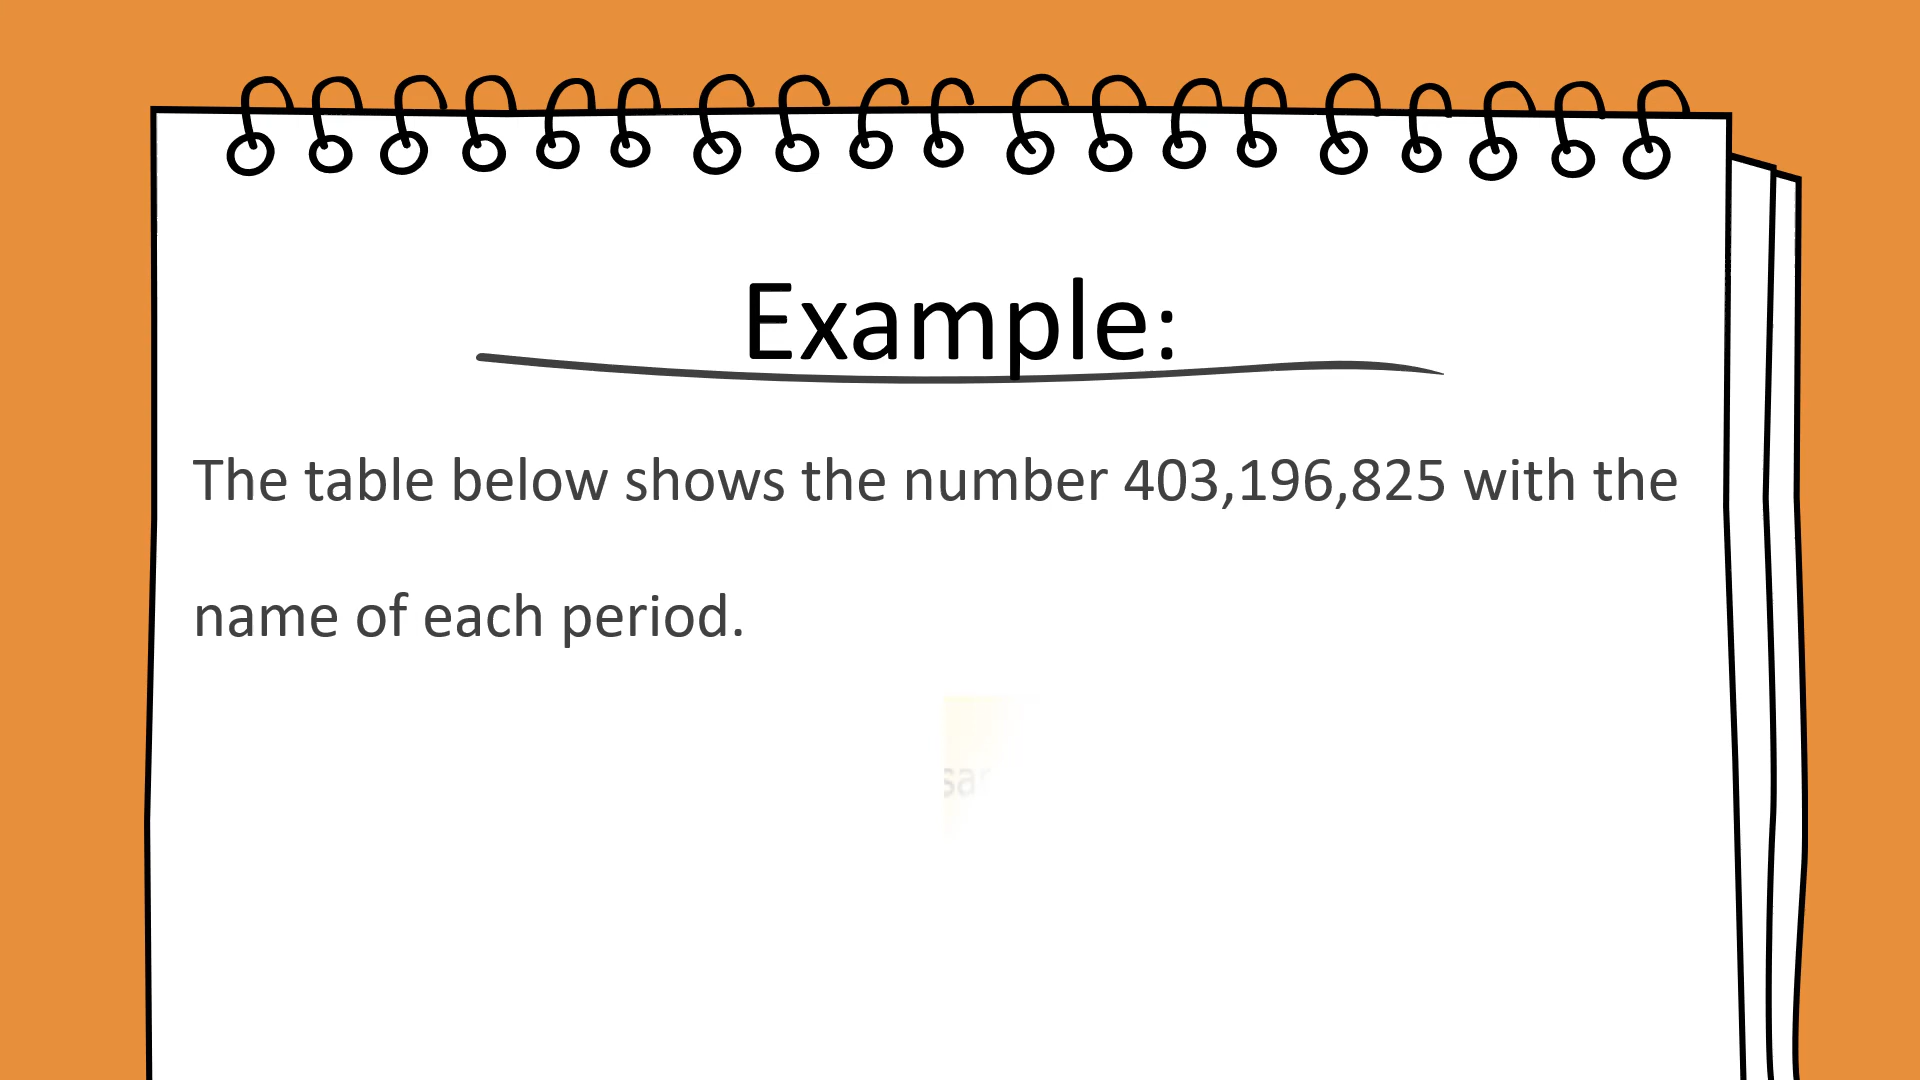 Example:
The table below shows the number 403,196,825 with the
name of each period.